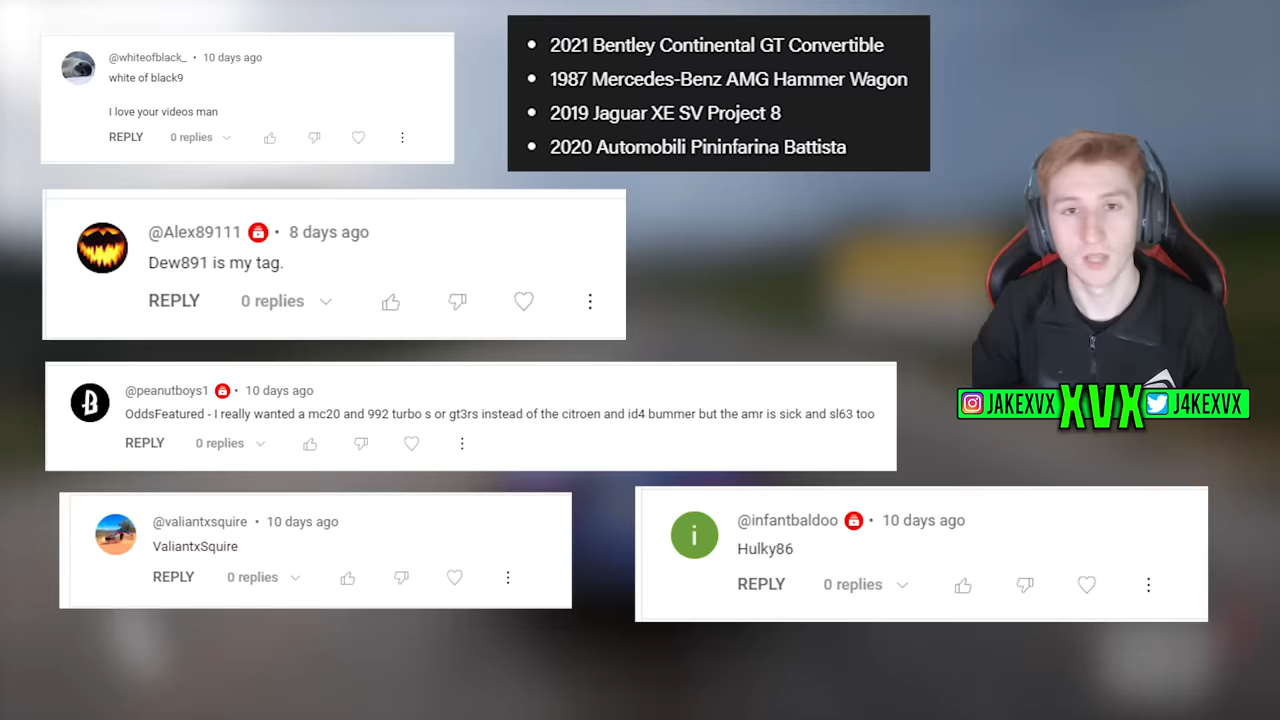 @whiteofblack_ • 10 days ago
white of black9
I love your videos man
REPLY 0 replies
• 2021 Bentley Continental GT Convertible
• 1987 Mercedes-Benz AMG Hammer Wagon
• 2019 Jaguar XE SV Project 8
• 2020 Automobili Pininfarina Battista
@Alex89111 • 8 days ago
Dew891 is my tag.
REPLY 0 replies
@peanutboys1 • 10 days ago
OddsFeatured - I really wanted a mc20 and 992 turbo s or gt3rs instead of the citroen and id4 bummer but the amr is sick and sl63 too
REPLY 0 replies
JAKEXVX XVX J4KEXVX
@valiantxsquire • 10 days ago
ValiantxSquire
REPLY 0 replies
i
@infantbaldoo • 10 days ago
Hulky86
REPLY 0 replies